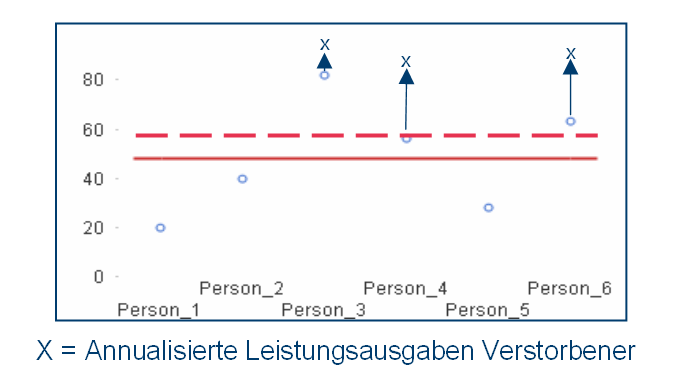 x
x
x
80
60
40
20
0
Person_2 Person_4 Person_6
Person_1 Person_3 Person_5
X = Annualisierte Leistungsausgaben Verstorbener